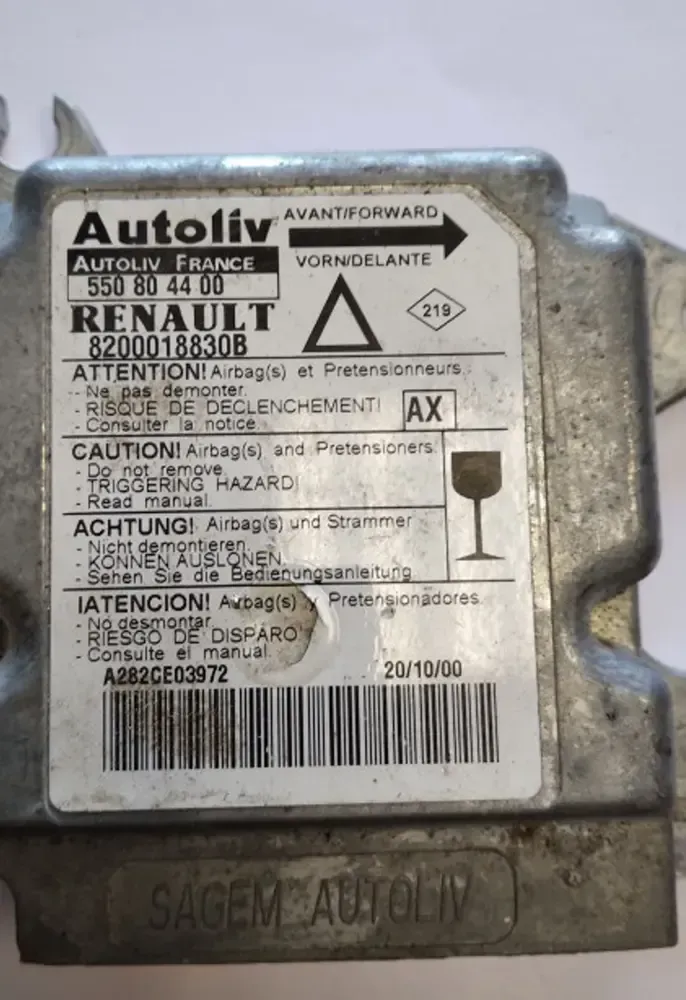 Autoliv
AVANT/FORWARD
AUTOLIV FRANCE
VORN/DELANTE
550 80 44 00
RENAULT
219
8200018830B
ATTENTION! Airbag(s) et Pretensionneurs.
- Ne pas demonter.
- RISQUE DE DECLENCHEMENT!
- Consulter la notice.
AX
CAUTION! Airbag(s) and Pretensioners.
- Do not remove.
- TRIGGERING HAZARD!
- Read manual.
ACHTUNG! Airbag(s) und Strammer
- Nicht demontieren.
- KONNEN AUSLONEN.
- Sehen Sie die Bedienungsanleitung
!ATENCION! Airbag(s) y Pretensionadores.
- No desmontar.
- RIESGO DE DISPARO
- Consulte el manual.
A282CE03972 20/10/00
SAGEM AUTOLIV